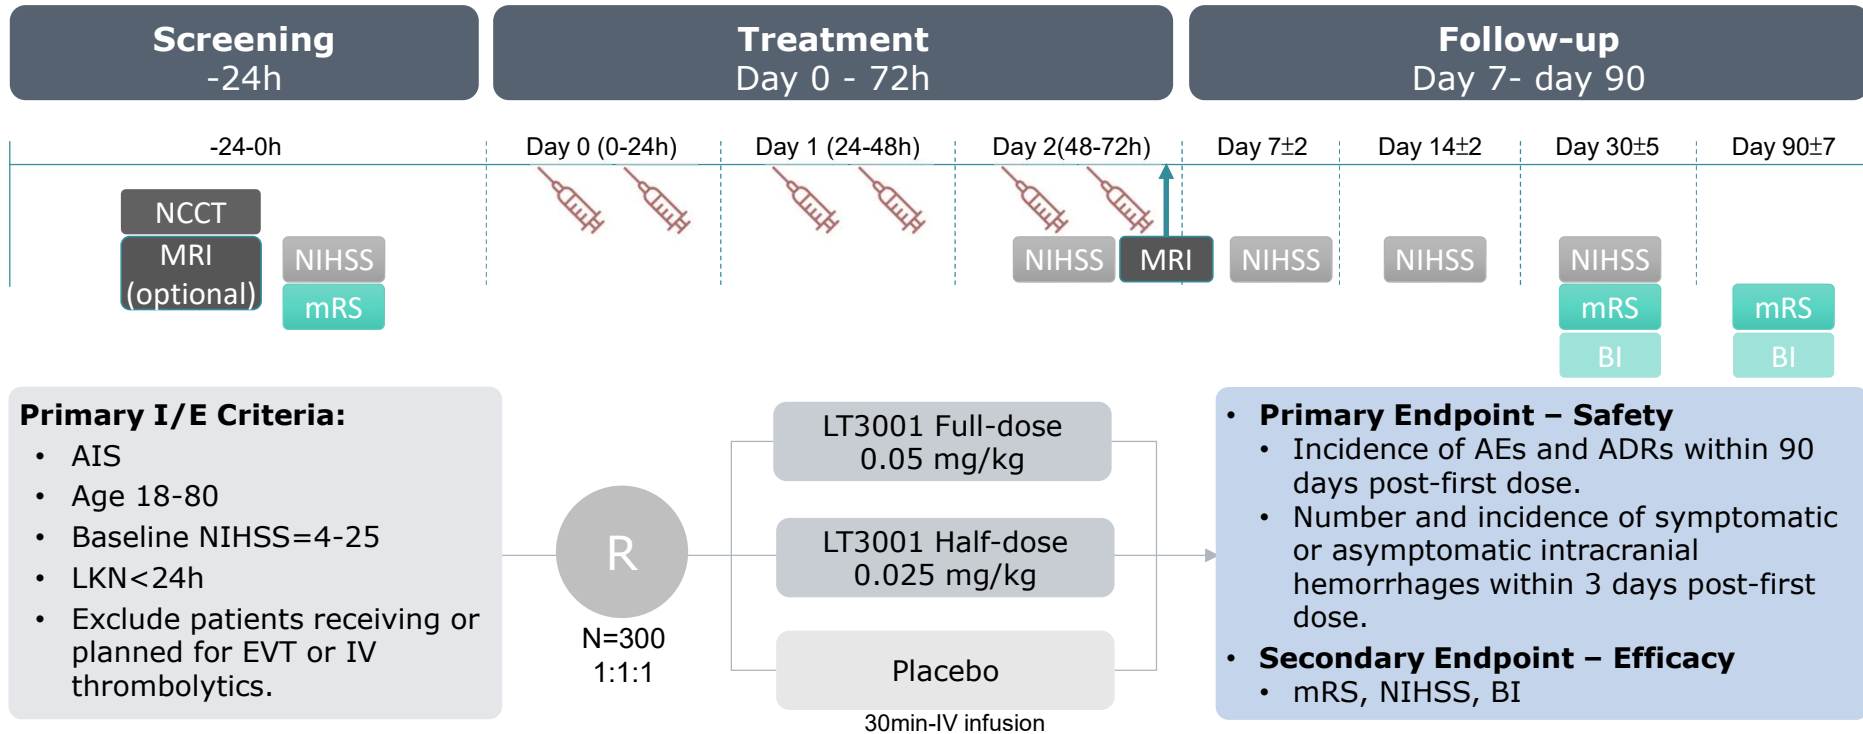 Screening
-24h
Treatment
Day 0 - 72h
Follow-up
Day 7- day 90
-24-0h
Day 0 (0-24h)
Day 1 (24-48h)
Day 2(48-72h)
Day 7±2
Day 14±2
Day 30±5
Day 90±7
NCCT
MRI
(optional)
NIHSS
mRS
NIHSS
MRI
NIHSS
NIHSS
NIHSS
mRS
BI
mRS
BI
Primary I/E Criteria:
• AIS
• Age 18-80
• Baseline NIHSS=4-25
• LKN<24h
• Exclude patients receiving or
planned for EVT or IV
thrombolytics.
R
N=300
1:1:1
LT3001 Full-dose
0.05 mg/kg
LT3001 Half-dose
0.025 mg/kg
Placebo
30min-IV infusion
• Primary Endpoint – Safety
• Incidence of AEs and ADRs within 90
days post-first dose.
• Number and incidence of symptomatic
or asymptomatic intracranial
hemorrhages within 3 days post-first
dose.
• Secondary Endpoint – Efficacy
• mRS, NIHSS, BI